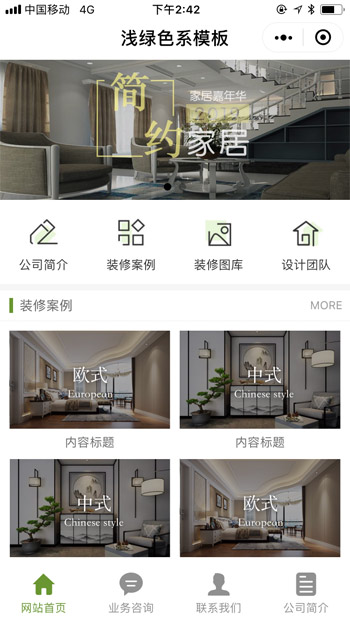 中国移动 4G 下午2:42
浅绿色系模板
简约
家居嘉年华
家居
公司简介 装修案例 装修图库 设计团队
装修案例 MORE
欧式 中式
European Chinese style
内容标题 内容标题
中式 欧式
Chinese style European
网站首页 业务咨询 联系我们 公司简介